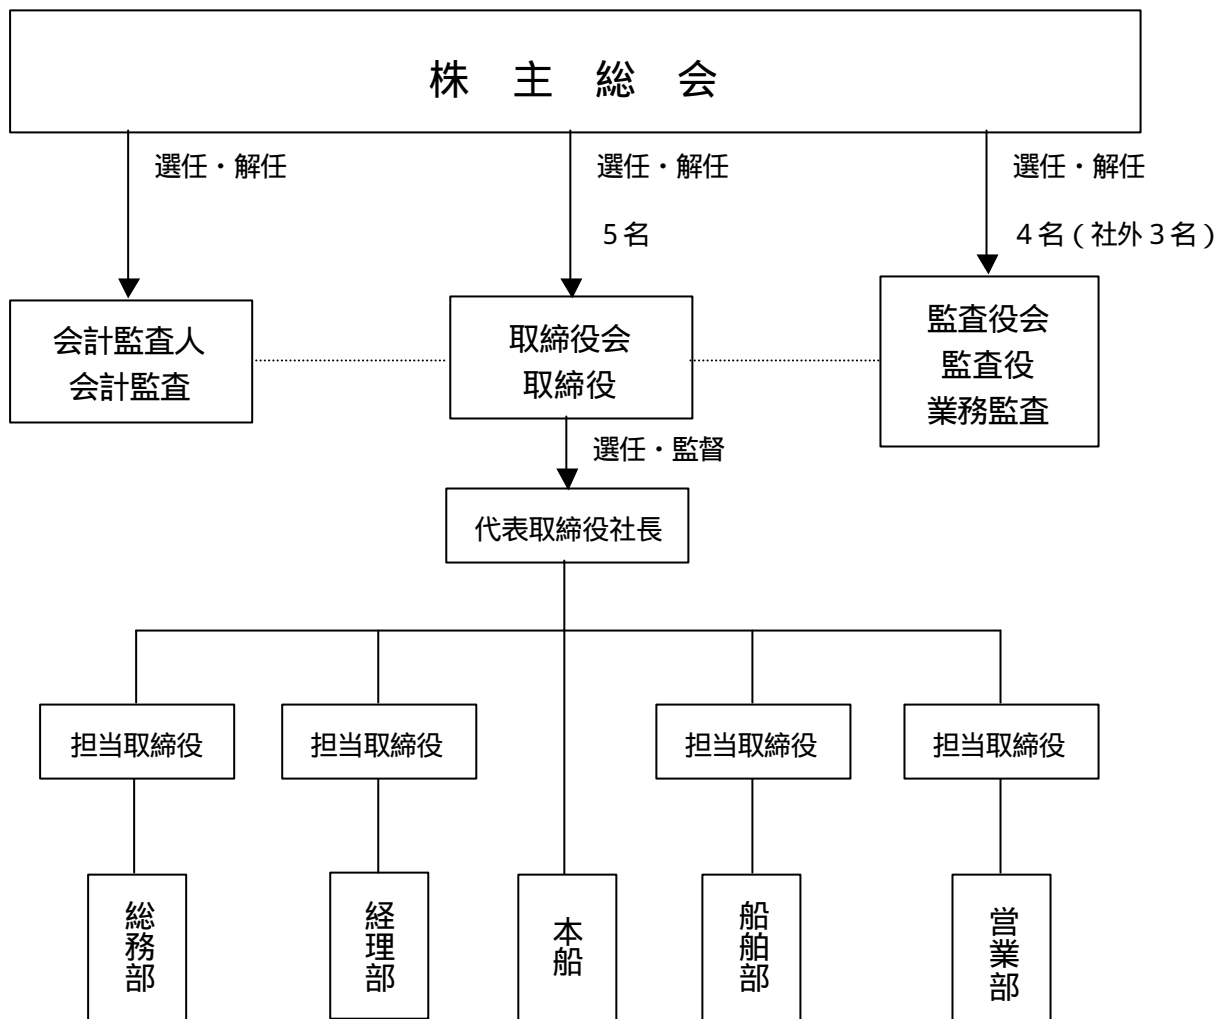 株主総会
選任・解任
選任・解任
選任・解任
5名
4名(社外3名)
会計監査人
会計監査
取締役会
取締役
監査役会
監査役
業務監査
選任・監督
代表取締役社長
担当取締役
担当取締役
担当取締役
担当取締役
総務部
経理部
本船
船舶部
営業部